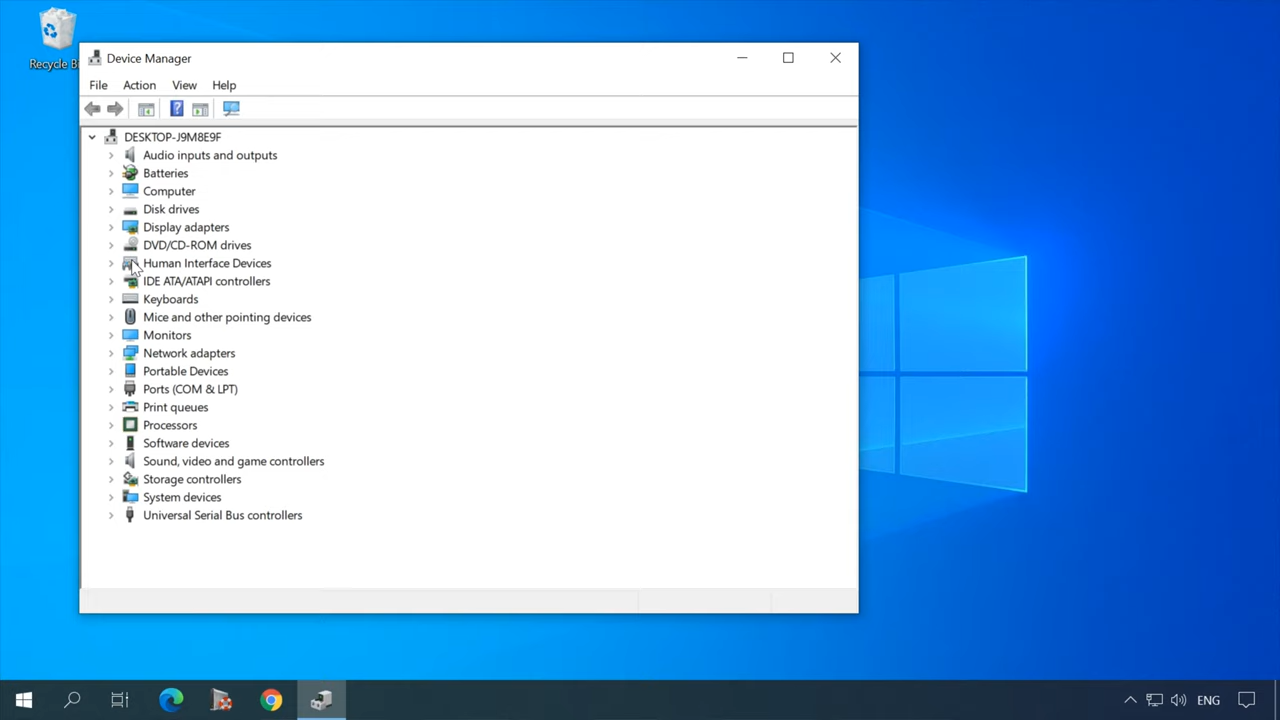 Recycle Bi
Device Manager
File Action View Help
DESKTOP-J9M8E9F
Audio inputs and outputs
Batteries
Computer
Disk drives
Display adapters
DVD/CD-ROM drives
Human Interface Devices
IDE ATA/ATAPI controllers
Keyboards
Mice and other pointing devices
Monitors
Network adapters
Portable Devices
Ports (COM & LPT)
Print queues
Processors
Software devices
Sound, video and game controllers
Storage controllers
System devices
Universal Serial Bus controllers
ENG